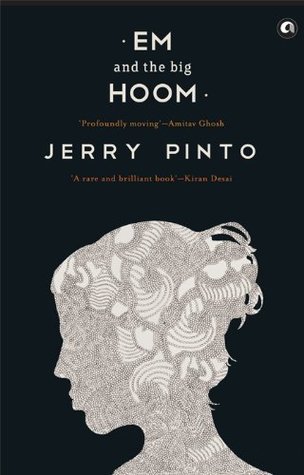 · EM
and the big
HOOM ·
'Profoundly moving'—Amitav Ghosh
JERRY PINTO
'A rare and brilliant book'—Kiran Desai